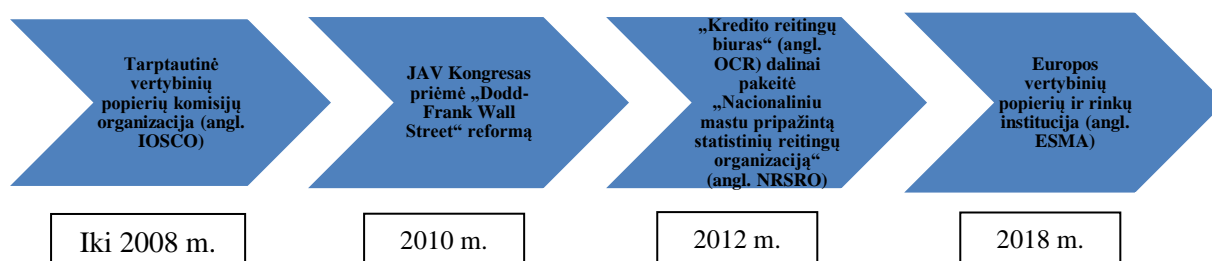 Tarptautinė
vertybinių
popierių komisijų
organizacija (angl.
IOSCO)
JAV Kongresas
priėmė „Dodd-
Frank Wall
Street“ reformą
„Kredito reitingų
biuras“ (angl.
OCR) dalinai
pakeitė
„Nacionaliniu
mastu pripažintą
statistinių reitingų
organizaciją“
(angl. NRSRO)
Europos
vertybinių
popierių ir rinkų
institucija (angl.
ESMA)
Iki 2008 m.
2010 m.
2012 m.
2018 m.